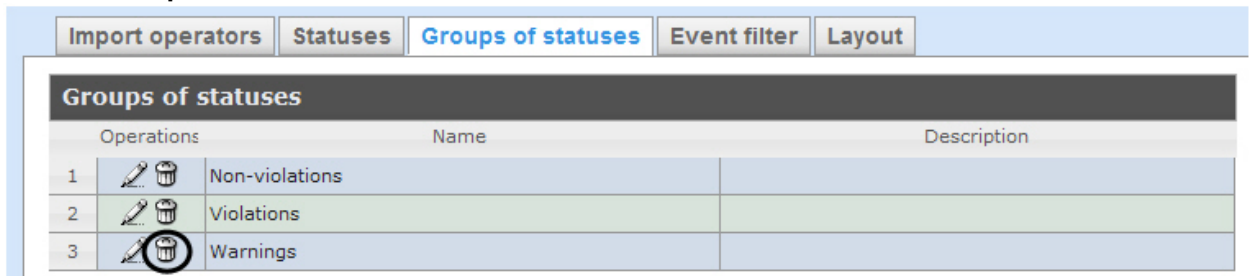 Import operators Statuses Groups of statuses Event filter Layout
Groups of statuses
Operations Name Description
1 Non-violations
2 Violations
3 Warnings